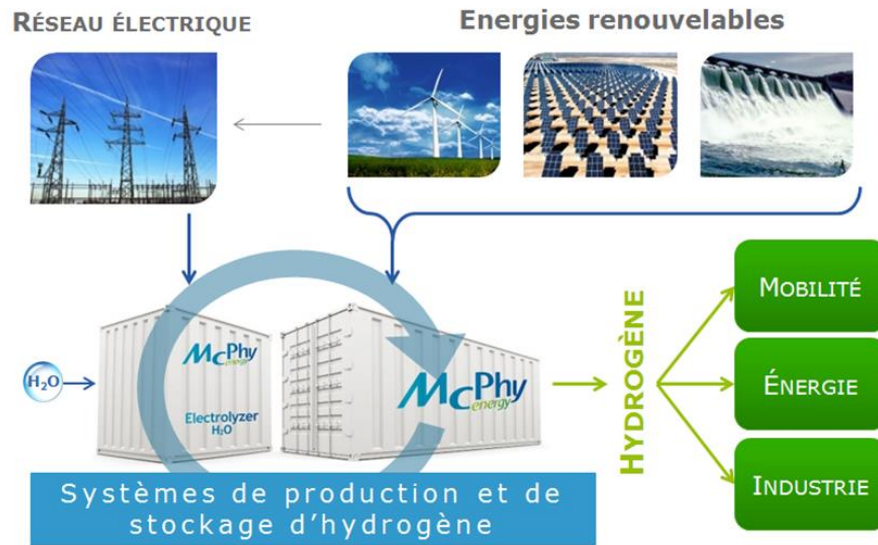 RÉSEAU ÉLECTRIQUE
Energies renouvelables
H₂O
McPhy
energy
Electrolyzer
H₂O
McPhy
energy
HYDROGÈNE
MOBILITÉ
ÉNERGIE
INDUSTRIE
Systèmes de production et de
stockage d'hydrogène